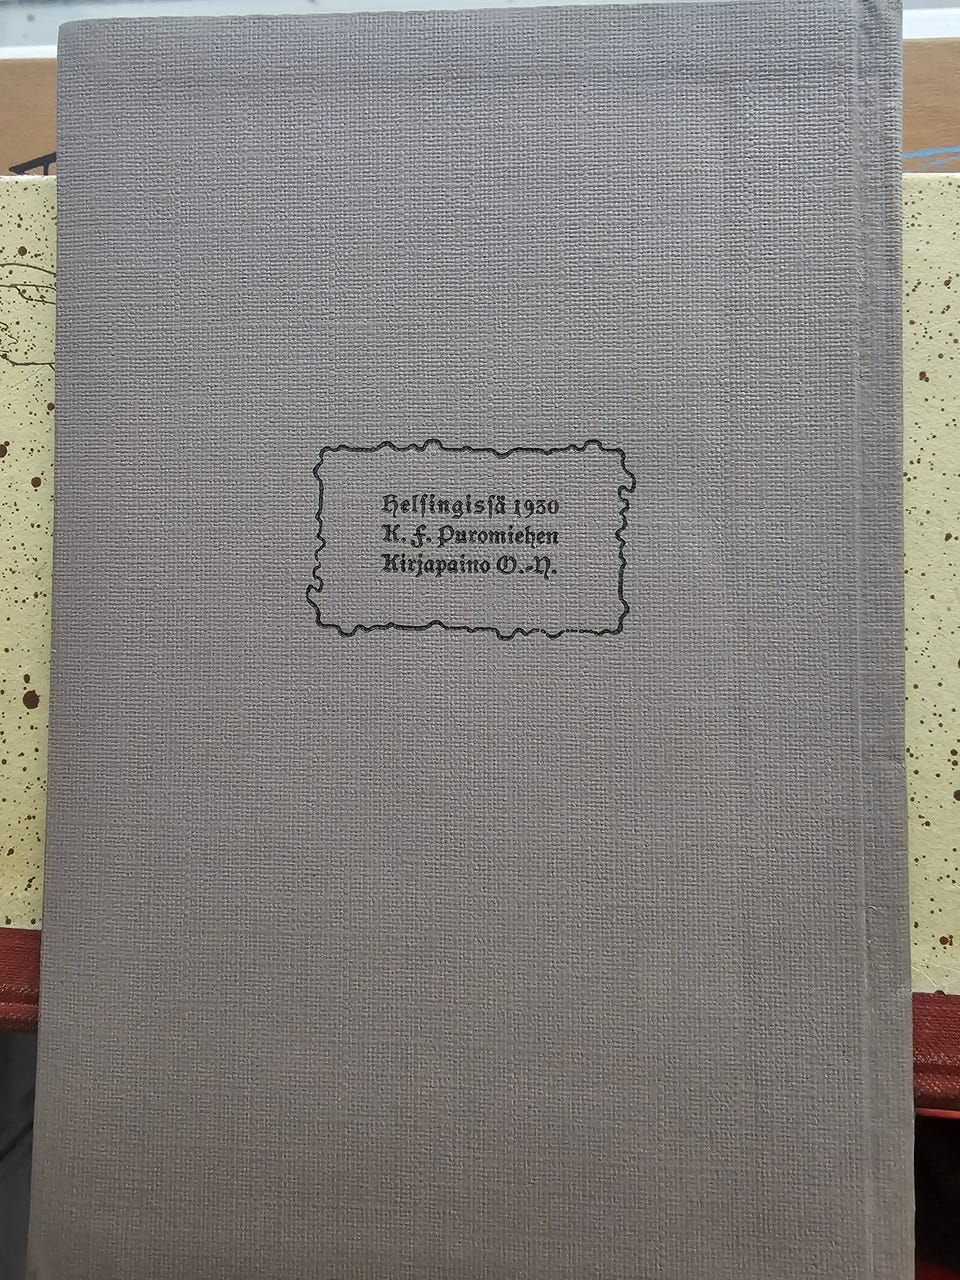 Helſingisſä 1930
K. F. Puromiehen
Kirjapaino O.-Y.